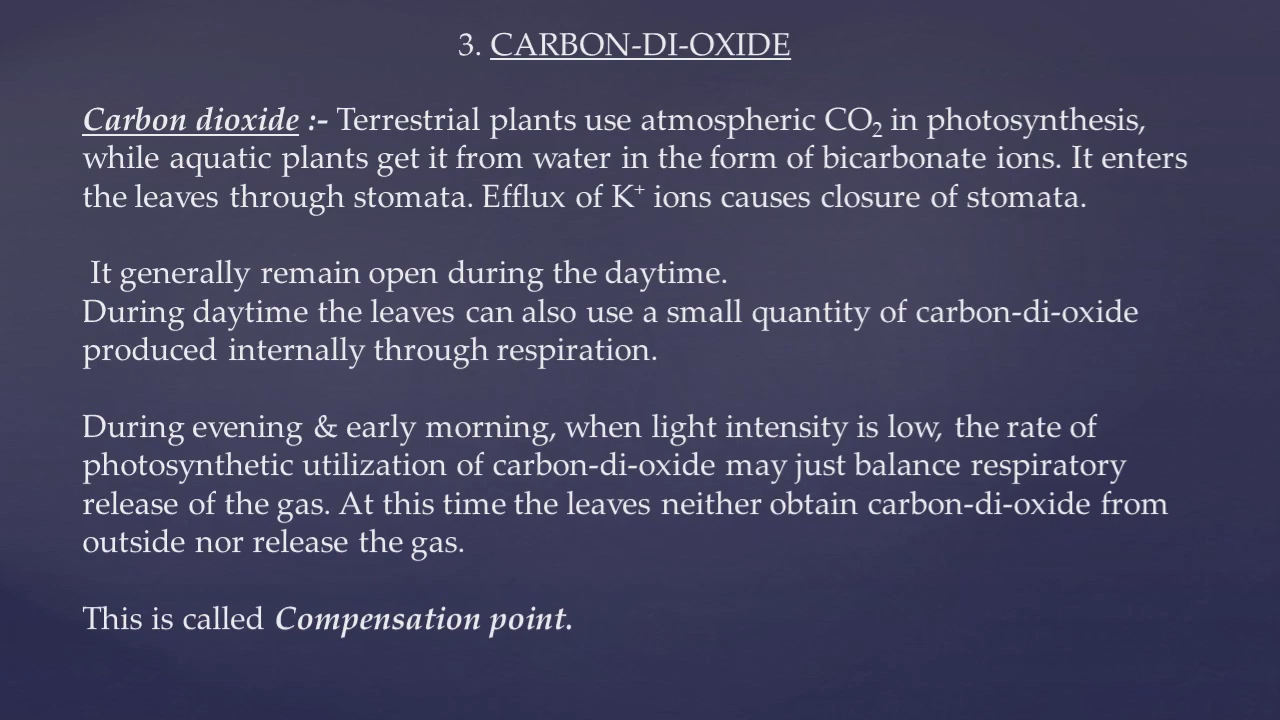 3. CARBON-DI-OXIDE
Carbon dioxide :- Terrestrial plants use atmospheric CO₂ in photosynthesis,
while aquatic plants get it from water in the form of bicarbonate ions. It enters
the leaves through stomata. Efflux of K⁺ ions causes closure of stomata.
It generally remain open during the daytime.
During daytime the leaves can also use a small quantity of carbon-di-oxide
produced internally through respiration.
During evening & early morning, when light intensity is low, the rate of
photosynthetic utilization of carbon-di-oxide may just balance respiratory
release of the gas. At this time the leaves neither obtain carbon-di-oxide from
outside nor release the gas.
This is called Compensation point.